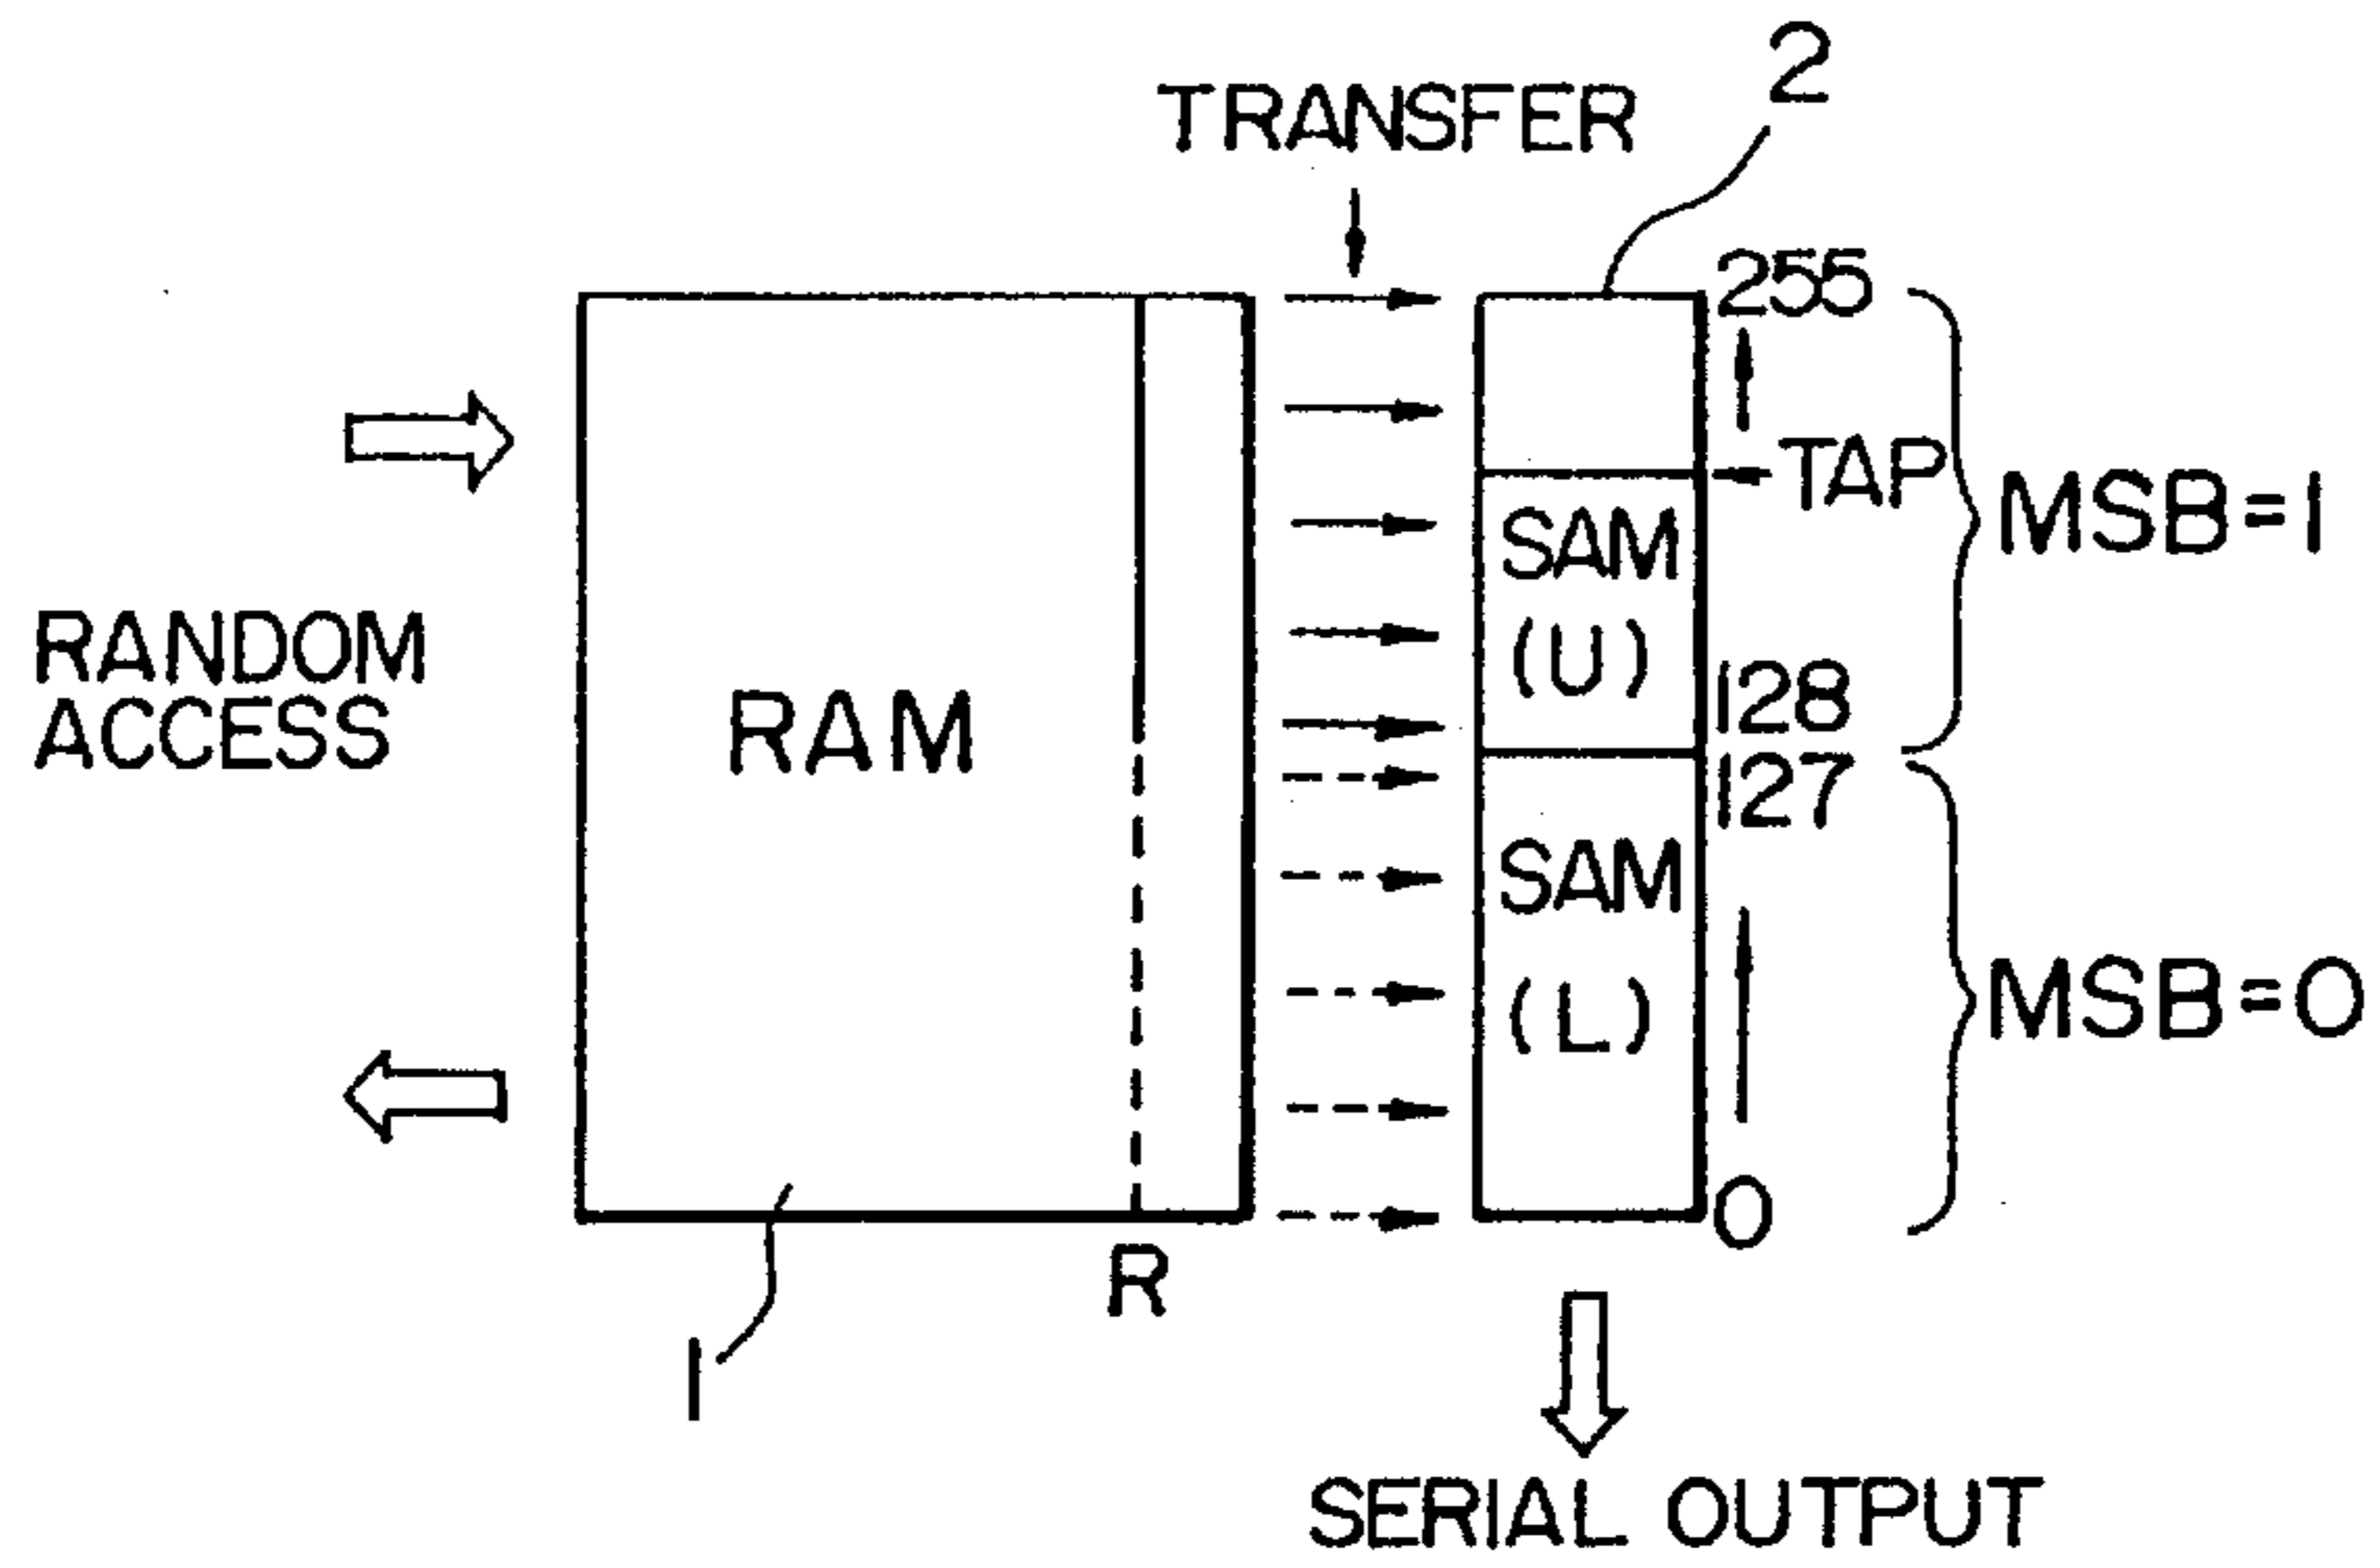 2
TRANSFER
255
TAP
MSB=1
SAM
(U)
RANDOM
ACCESS
RAM
128
127
SAM
(L)
MSB=0
0
R
1
SERIAL OUTPUT